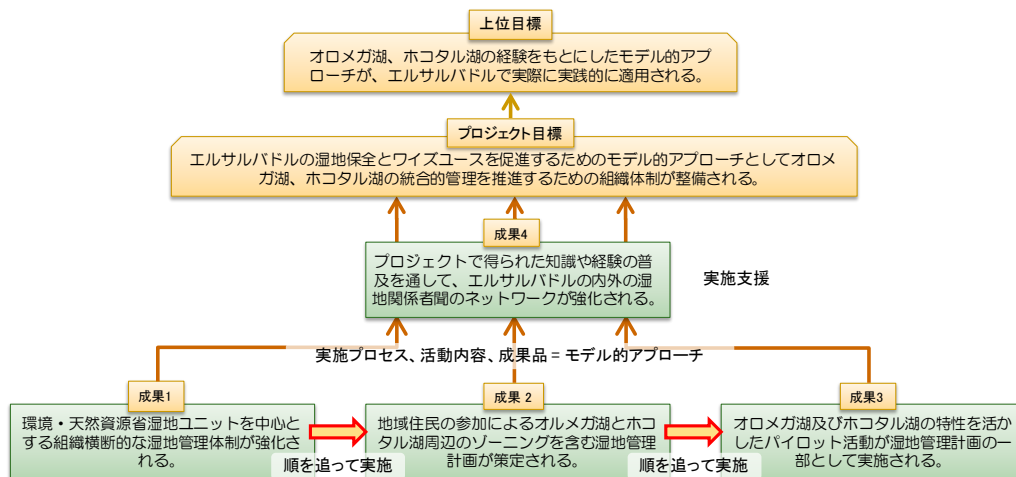 上位目標
オロメガ湖、ホコタル湖の経験をもとにしたモデル的アプ
ローチが、エルサルバドルで実際に実践的に適用される。
プロジェクト目標
エルサルバドルの湿地保全とワイズユースを促進するためのモデル的アプローチとしてオロメ
ガ湖、ホコタル湖の統合的管理を推進するための組織体制が整備される。
成果4
プロジェクトで得られた知識や経験の普
及を通して、エルサルバドルの内外の湿
地関係者聞のネットワークが強化される。
実施支援
実施プロセス、活動内容、成果品 = モデル的アプローチ
成果1
環境・天然資源省湿地ユニットを中心と
する組織横断的な湿地管理体制が強化さ
れる。
順を追って実施
成果 2
地域住民の参加によるオルメガ湖とホコ
タル湖周辺のゾーニングを含む湿地管理
計画が策定される。
順を追って実施
成果3
オロメガ湖及びホコタル湖の特性を活か
したパイロット活動が湿地管理計画の一
部として実施される。